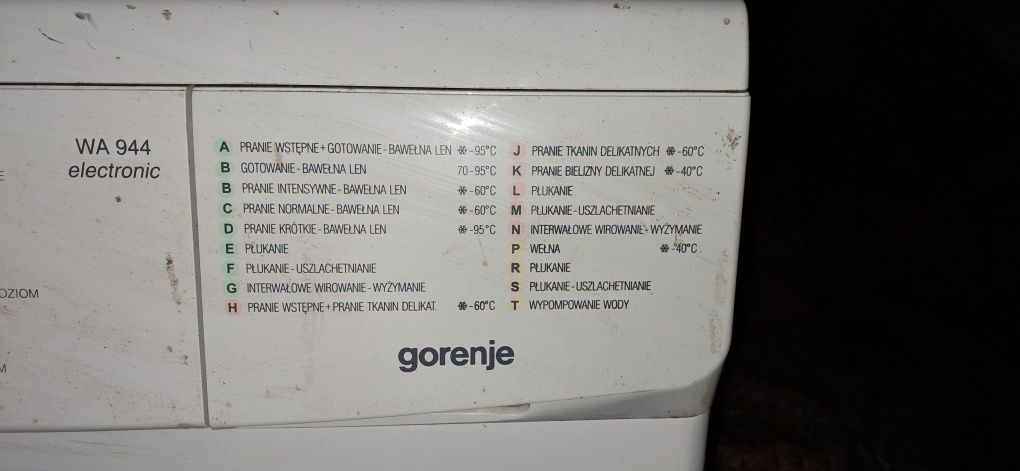 WA 944
electronic
E
OZIOM
M
A PRANIE WSTĘPNE+GOTOWANIE-BAWEŁNA LEN ❄-95°C
B GOTOWANIE-BAWEŁNA LEN 70-95°C
B PRANIE INTENSYWNE-BAWEŁNA LEN ❄-60°C
C PRANIE NORMALNE-BAWEŁNA LEN ❄-60°C
D PRANIE KRÓTKIE-BAWEŁNA LEN ❄-95°C
E PŁUKANIE
F PŁUKANIE-USZLACHETNIANIE
G INTERWAŁOWE WIROWANIE-WYŻYMANIE
H PRANIE WSTĘPNE+PRANIE TKANIN DELIKAT. ❄-60°C
J PRANIE TKANIN DELIKATNYCH ❄-60°C
K PRANIE BIELIZNY DELIKATNEJ ❄-40°C
L PŁUKANIE
M PŁUKANIE-USZLACHETNIANIE
N INTERWAŁOWE WIROWANIE-WYŻYMANIE
P WEŁNA ❄-40°C
R PŁUKANIE
S PŁUKANIE-USZLACHETNIANIE
T WYPOMPOWANIE WODY
gorenje